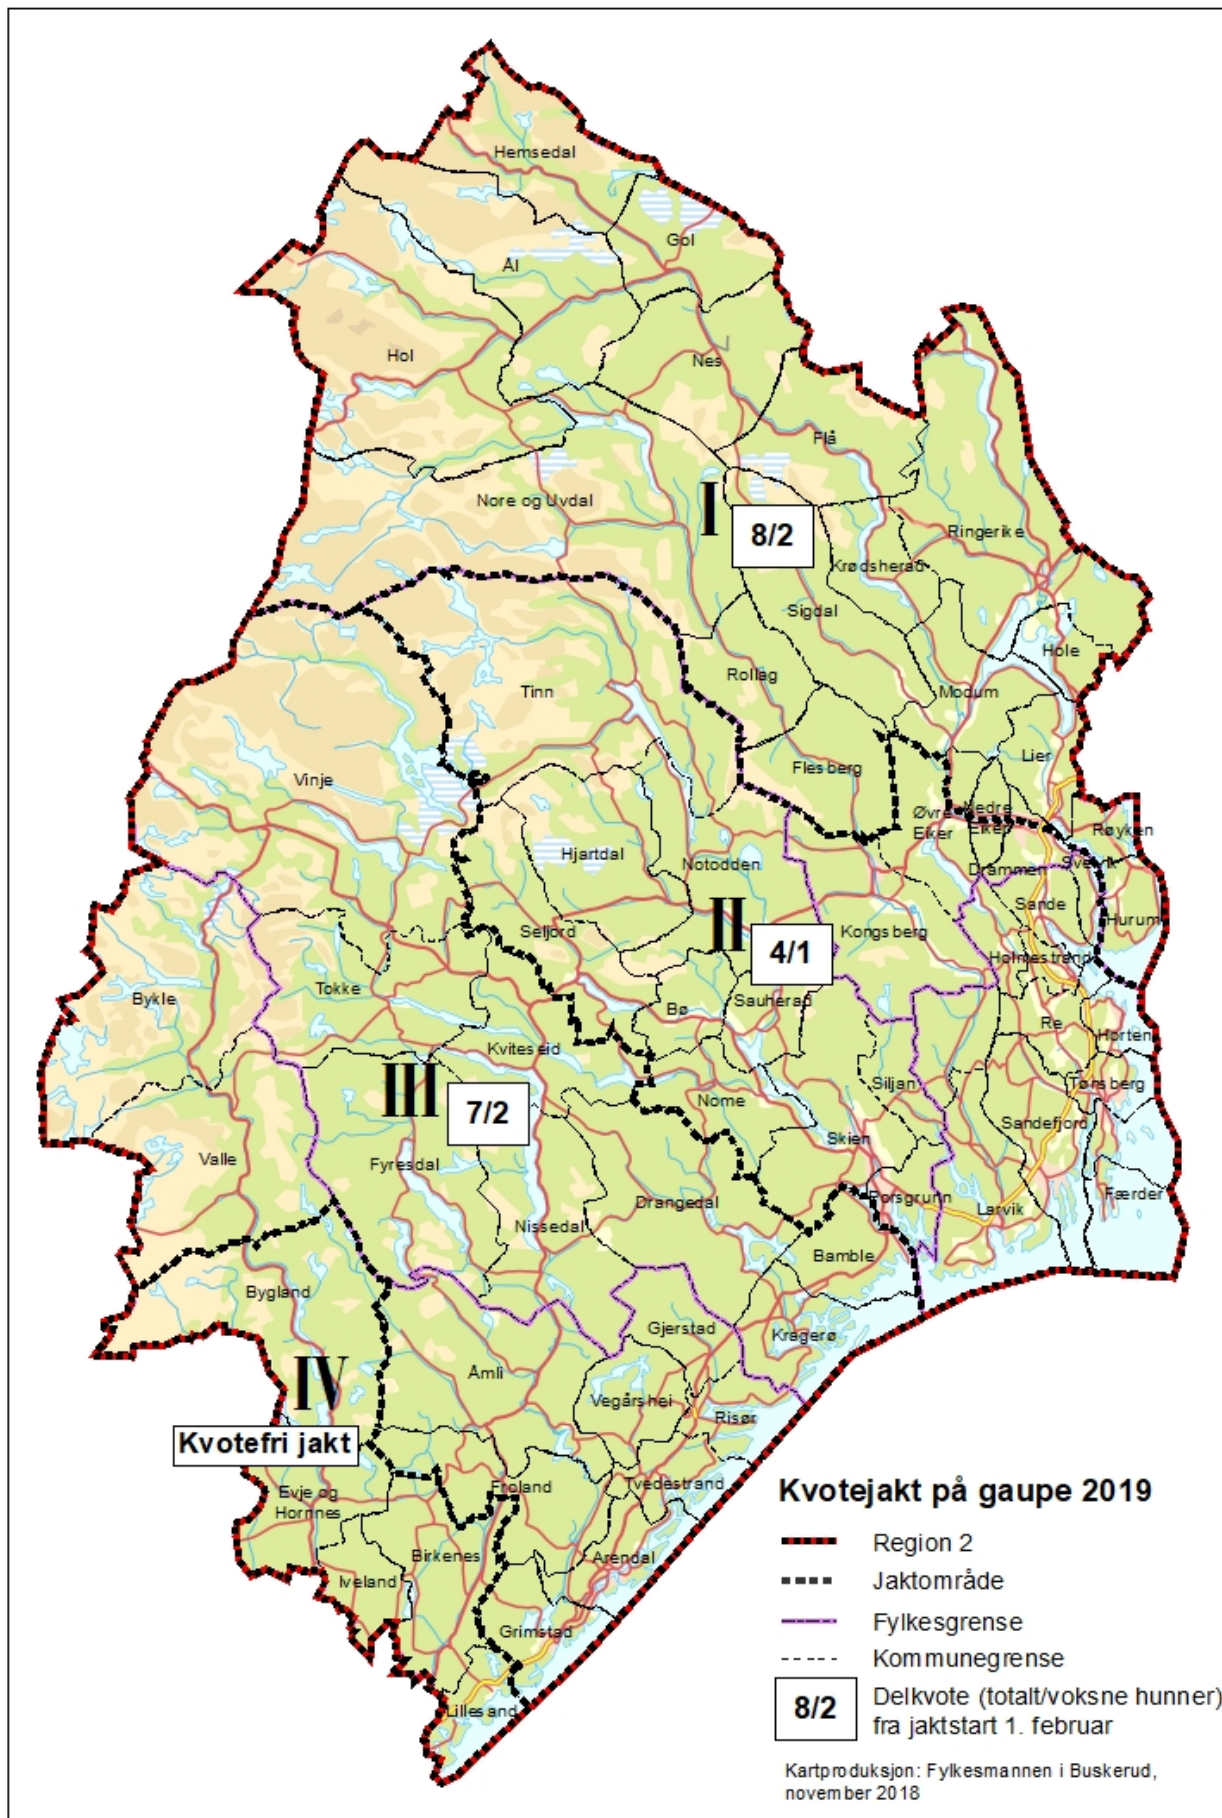 Hemsedal
Gol
Ål
Hol
Nes
Flå
Nore og Uvdal
I
8/2
Ringerike
Krødsherad
Sigdal
Hole
Rollag
Tinn
Modum
Lier
Vinje
Flesberg
Øvre
Eiker
Nedre
Eiker
Røyken
Hjartdal
Notodden
Drammen
Svelvik
Sande
Hurum
II
4/1
Seljord
Kongsberg
Holmestrand
Bykle
Tokke
Bø
Sauherad
Re
Horten
Kviteseid
III
7/2
Nome
Siljan
Tønsberg
Sandefjord
Skien
Valle
Fyresdal
Porsgrunn
Færder
Drangedal
Larvik
Nissedal
Bamble
Bygland
Gjerstad
Kragerø
IV
Åmli
Vegårshei
Risør
Kvotefri jakt
Evje og
Hornnes
Froland
Tvedestrand
Birkenes
Arendal
Iveland
Grimstad
Lillesand
Kvotejakt på gaupe 2019
Region 2
Jaktområde
Fylkesgrense
Kommunegrense
8/2
Delkvote (totalt/voksne hunner)
fra jaktstart 1. februar
Kartproduksjon: Fylkesmannen i Buskerud,
november 2018